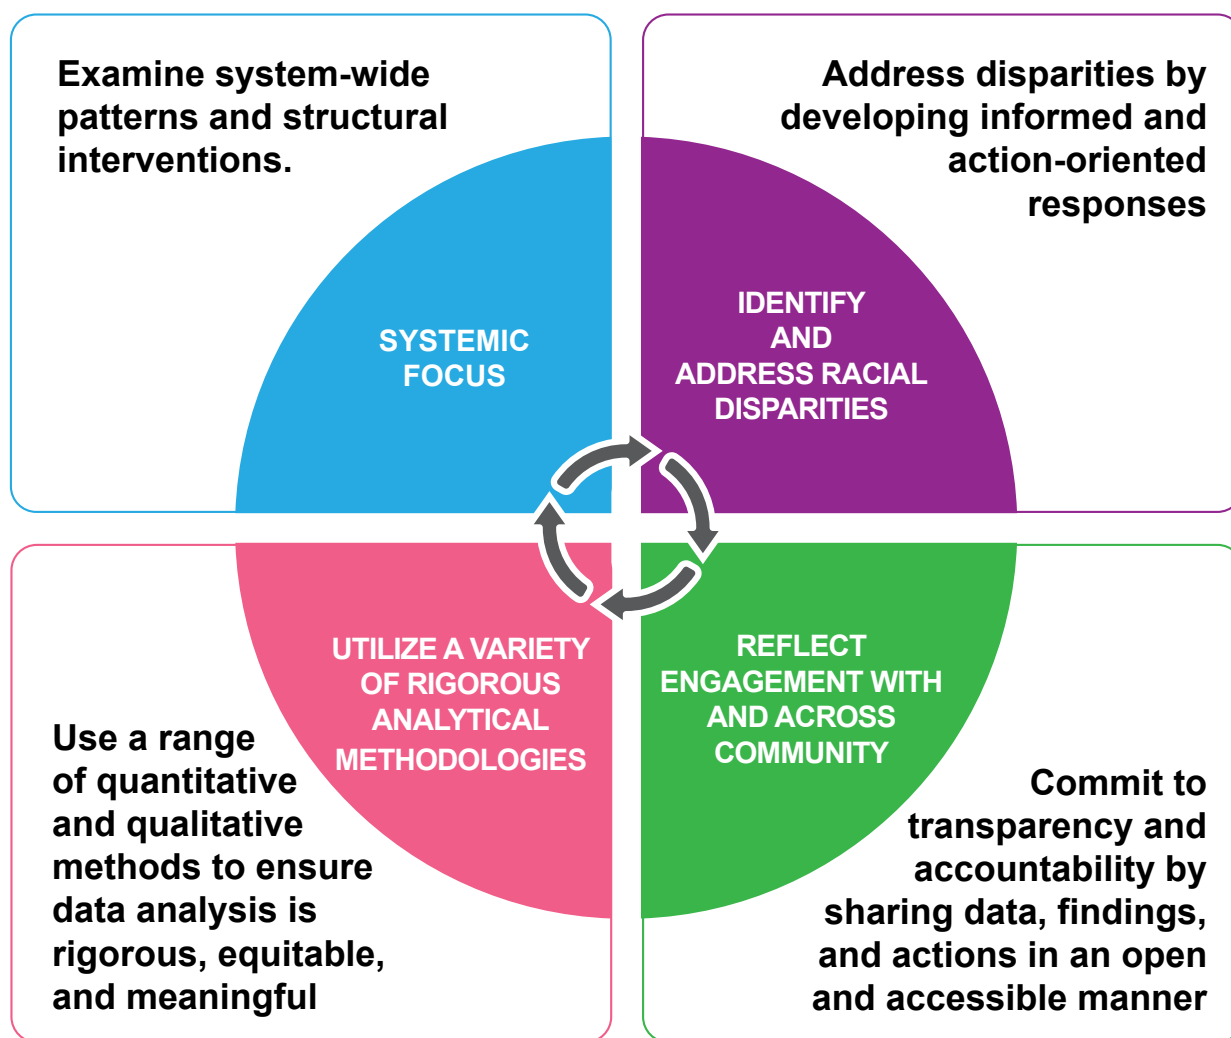 Examine system-wide
patterns and structural
interventions.
SYSTEMIC
FOCUS
Address disparities by
developing informed and
action-oriented
responses
IDENTIFY
AND
ADDRESS RACIAL
DISPARITIES
UTILIZE A VARIETY
OF RIGOROUS
ANALYTICAL
METHODOLOGIES
Use a range
of quantitative
and qualitative
methods to ensure
data analysis is
rigorous, equitable,
and meaningful
REFLECT
ENGAGEMENT WITH
AND ACROSS
COMMUNITY
Commit to
transparency and
accountability by
sharing data, findings,
and actions in an open
and accessible manner